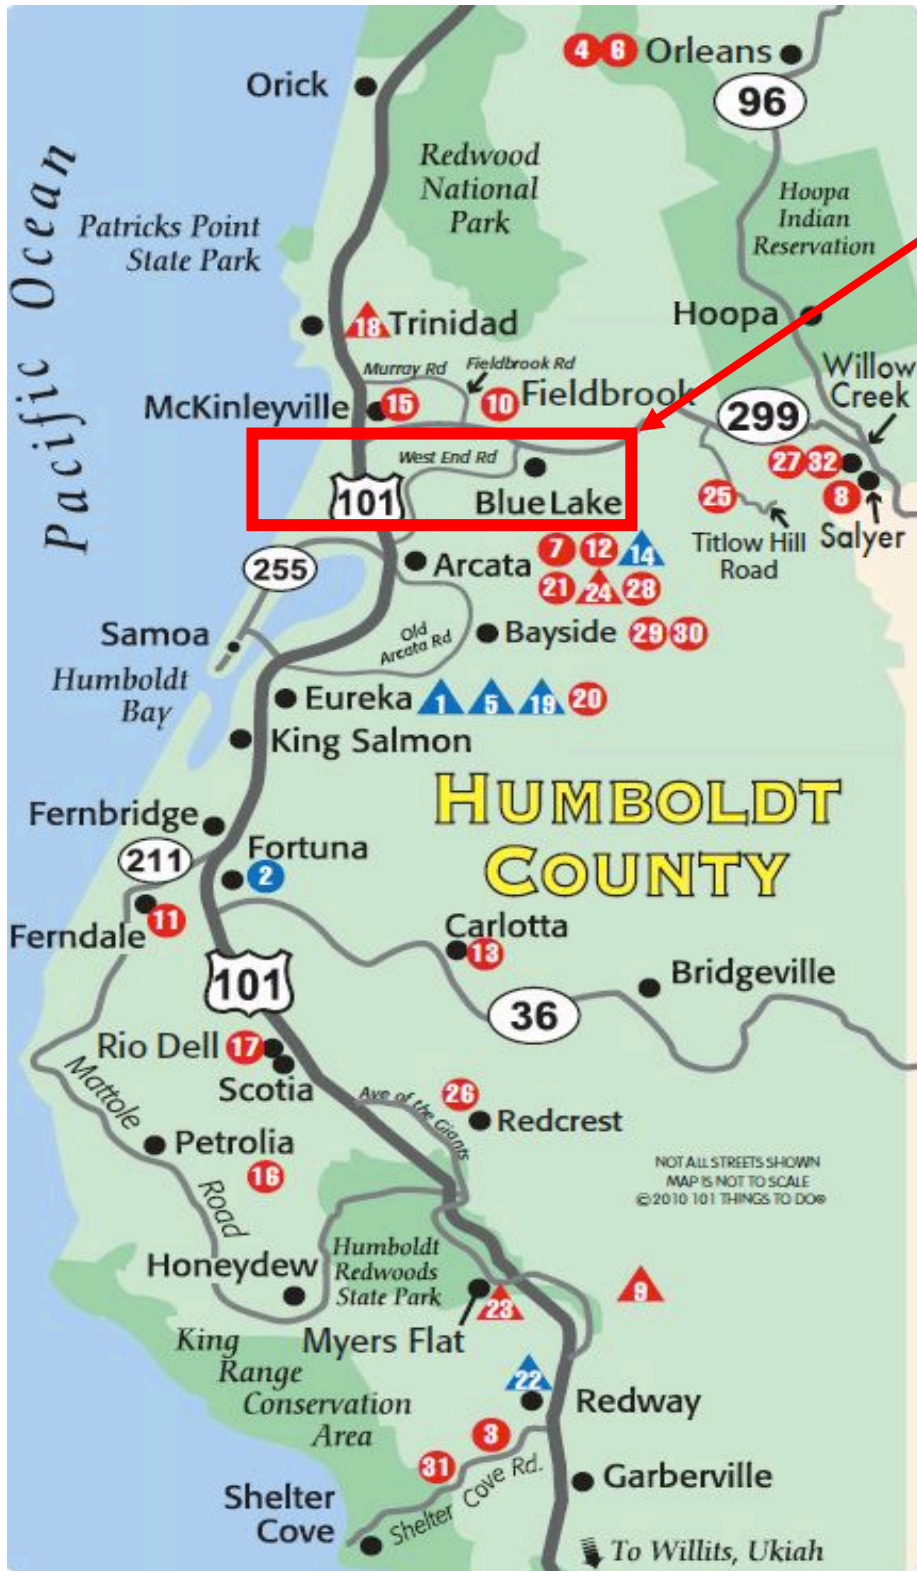 4 6 Orleans
Orick
96
Redwood
National
Park
Pacific Ocean
Hoopa
Indian
Reservation
Patricks Point
State Park
Hoopa
18 Trinidad
Murray Rd
Fieldbrook Rd
Willow
Creek
McKinleyville 15
10 Fieldbrook
299
West End Rd
27 32
101
Blue Lake
25
8
Titlow Hill
Road
Salyer
255
Arcata 7 12 14
21 24 28
Samoa
Old
Arcata Rd
Bayside 29 30
Humboldt
Bay
Eureka 1 5 19 20
King Salmon
HUMBOLDT
COUNTY
Fernbridge
211
Fortuna
2
11
Ferndale
Carlotta
13
101
Bridgeville
36
Rio Dell 17
Scotia
Mattole
Road
Ave of the Giants
26
Redcrest
Petrolia
16
NOT ALL STREETS SHOWN
MAP IS NOT TO SCALE
© 2010 101 THINGS TO DO®
Honeydew
Humboldt
Redwoods
State Park
9
23
Myers Flat
King
Range
Conservation
Area
22
Redway
3
31
Shelter Cove Rd.
Garberville
Shelter
Cove
To Willits, Ukiah